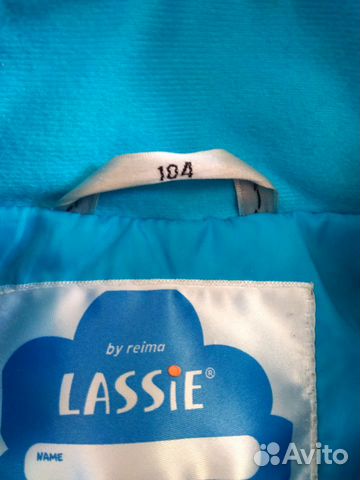 104
by reima
LASSiE®
NAME
Avito